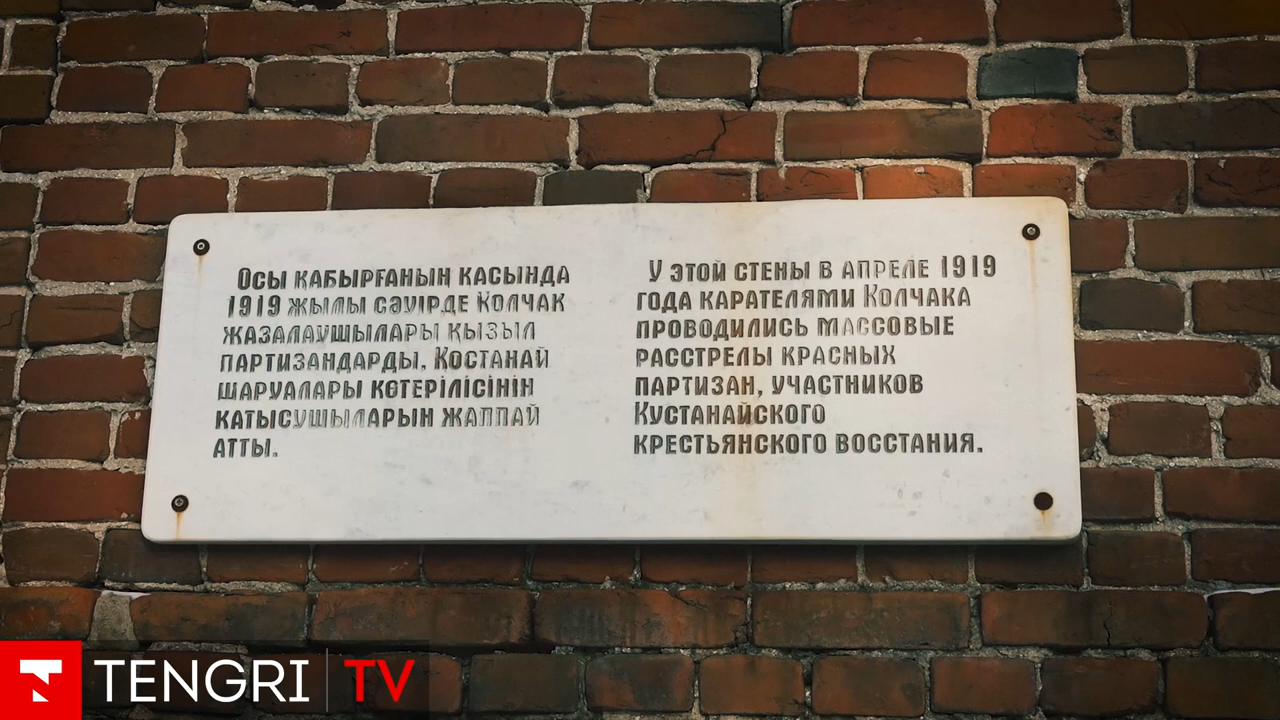 Осы қабырғаның қасында
1919 жылы сәуірде Колчак
жазалаушылары қызыл
партизандарды, Қостанай
шаруалары көтерілісінің
қатысушыларын жаппай
атты.
У этой стены в апреле 1919
года карателями Колчака
проводились массовые
расстрелы красных
партизан, участников
Кустанайского
крестьянского восстания.
TENGRI TV